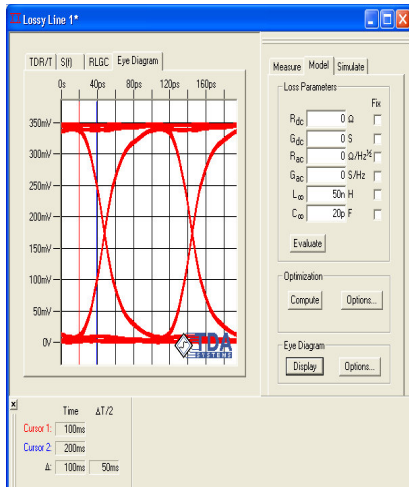 Lossy Line 1*
TDR/T S(f) RLGC Eye Diagram
0s 40ps 80ps 120ps 160ps
350mV
300mV
250mV
200mV
150mV
100mV
50mV
0V
TDA
SYSTEMS
Measure Model Simulate
Loss Parameters
Fix
Rdc 0 Ω
Gdc 0 S
Rac 0 Ω/Hz½
Gac 0 S/Hz
L∞ 50n H
C∞ 20p F
Evaluate
Optimization
Compute Options...
Eye Diagram
Display Options...
x
Time ΔT/2
Cursor 1: 100ms
Cursor 2: 200ms
Δ: 100ms 50ms